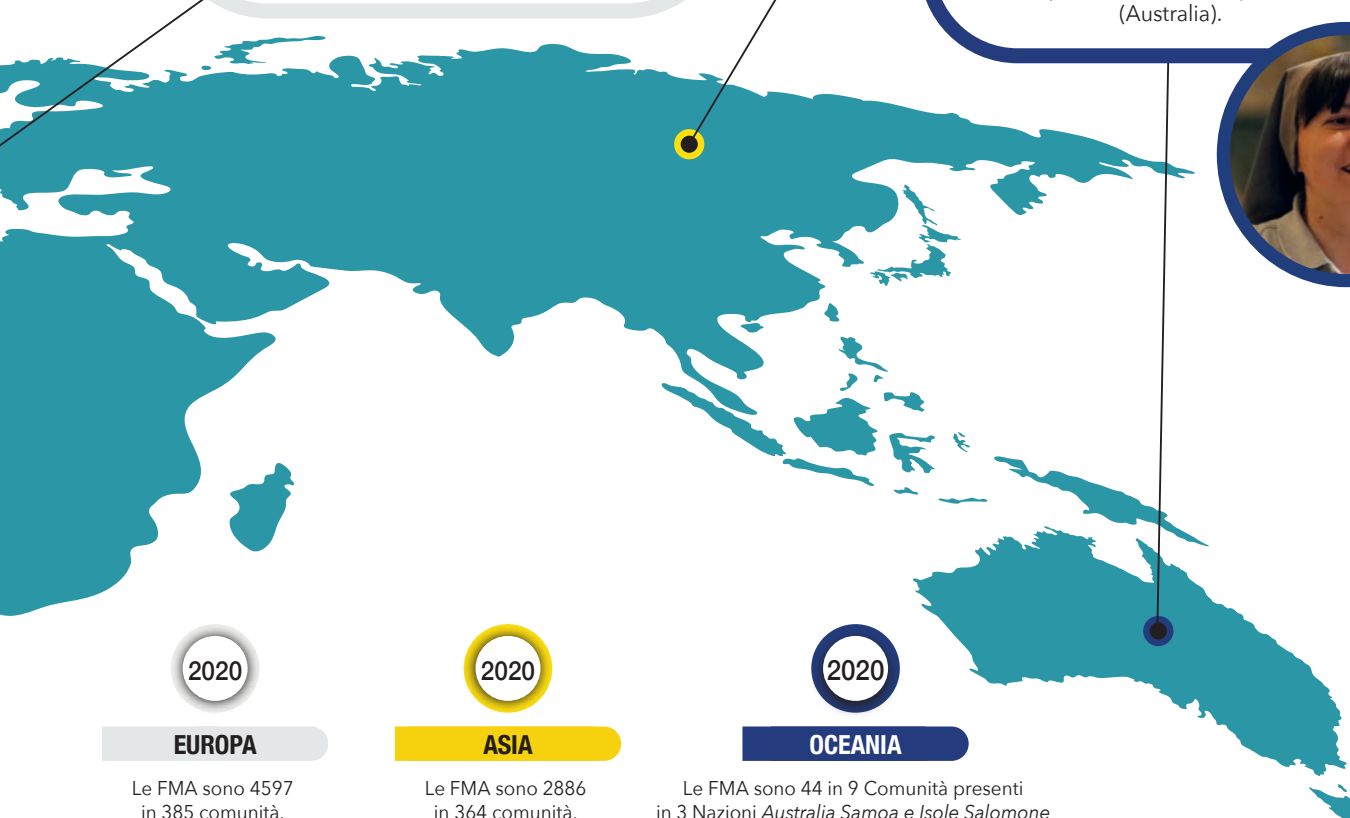 (Australia).
2020
EUROPA
Le FMA sono 4597
in 385 comunità.
2020
ASIA
Le FMA sono 2886
in 364 comunità.
2020
OCEANIA
Le FMA sono 44 in 9 Comunità presenti
in 3 Nazioni Australia Samoa e Isole Salomone